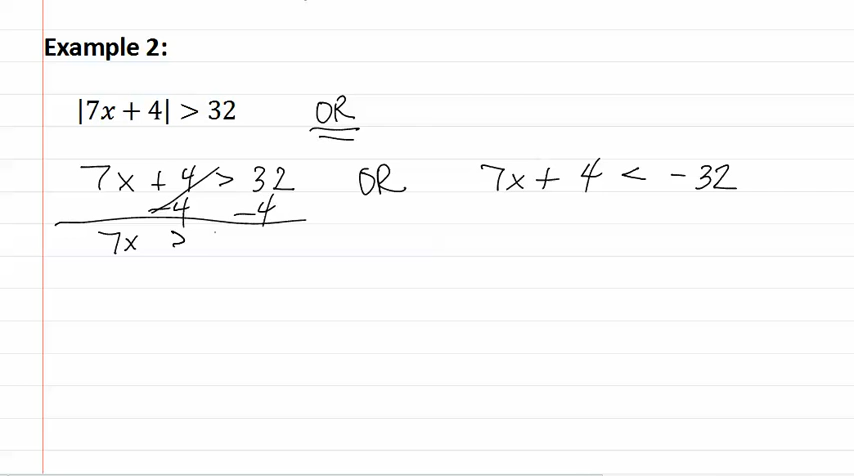 Example 2:
|7x + 4| > 32 OR
7x + 4 > 32 OR 7x + 4 < -32
-4 -4
7x >